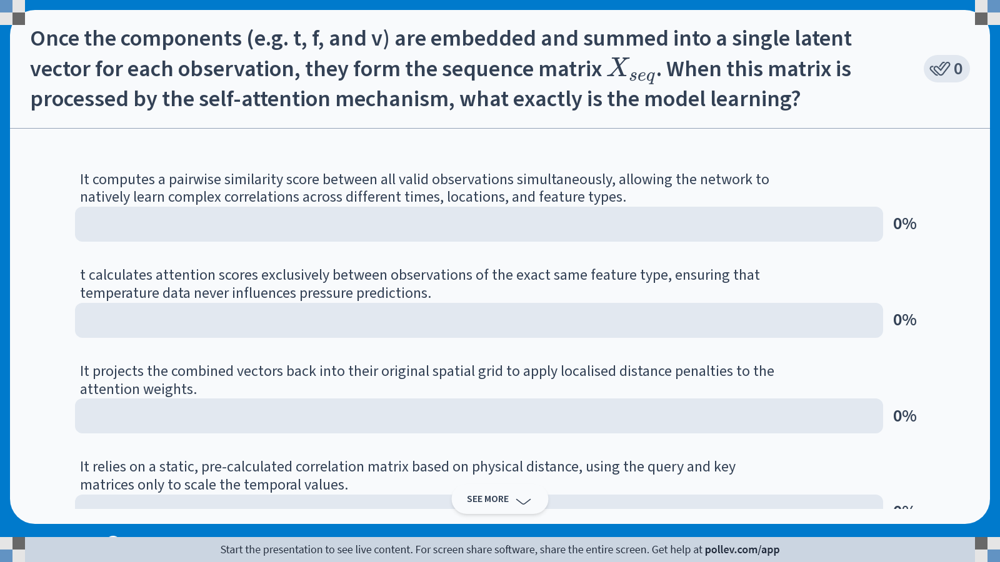 Once the components (e.g. t, f, and v) are embedded and summed into a single latent
vector for each observation, they form the sequence matrix X_seq. When this matrix is
processed by the self-attention mechanism, what exactly is the model learning?
0
It computes a pairwise similarity score between all valid observations simultaneously, allowing the network to
natively learn complex correlations across different times, locations, and feature types.
0%
t calculates attention scores exclusively between observations of the exact same feature type, ensuring that
temperature data never influences pressure predictions.
0%
It projects the combined vectors back into their original spatial grid to apply localised distance penalties to the
attention weights.
0%
It relies on a static, pre-calculated correlation matrix based on physical distance, using the query and key
matrices only to scale the temporal values.
0%
SEE MORE
Start the presentation to see live content. For screen share software, share the entire screen. Get help at pollev.com/app